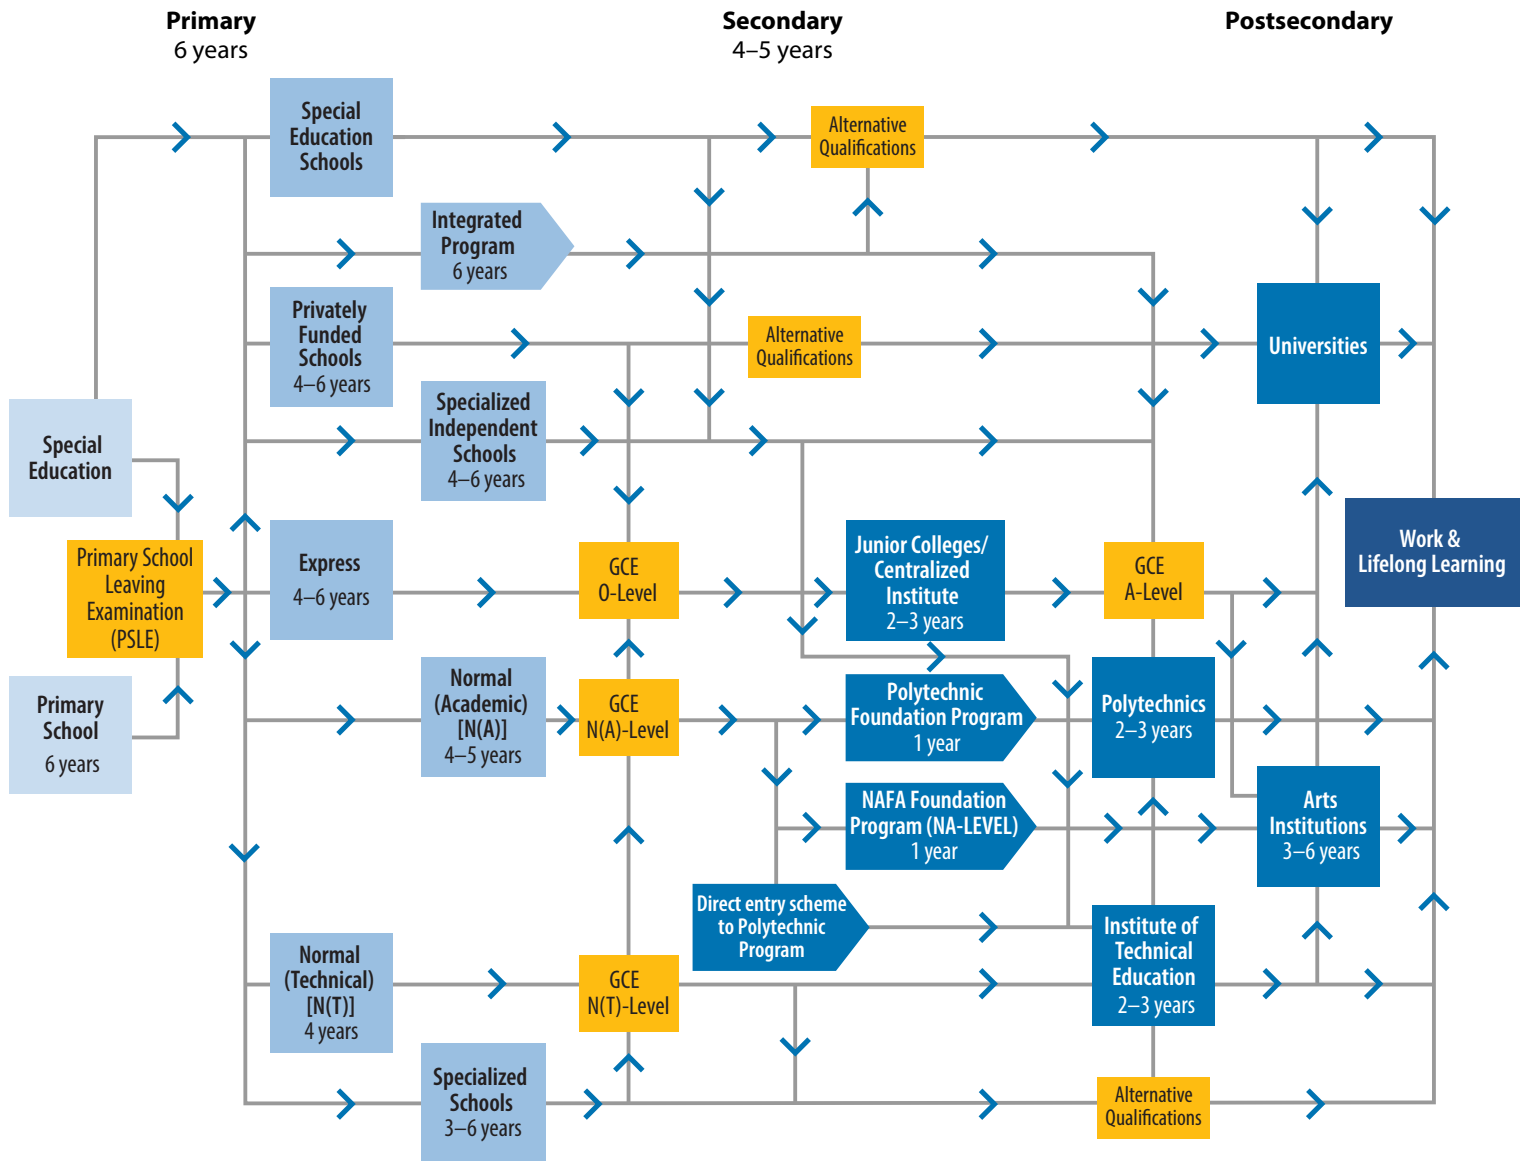 Primary
6 years
Secondary
4–5 years
Postsecondary
Special
Education
Schools
Alternative
Qualifications
Integrated
Program
6 years
Privately
Funded
Schools
4–6 years
Alternative
Qualifications
Universities
Specialized
Independent
Schools
4–6 years
Special
Education
Primary School
Leaving
Examination
(PSLE)
Primary
School
6 years
Express
4–6 years
GCE
O-Level
Junior Colleges/
Centralized
Institute
2–3 years
GCE
A-Level
Work &
Lifelong Learning
Normal
(Academic)
[N(A)]
4–5 years
GCE
N(A)-Level
Polytechnic
Foundation Program
1 year
Polytechnics
2–3 years
NAFA Foundation
Program (NA-LEVEL)
1 year
Arts
Institutions
3–6 years
Direct entry scheme
to Polytechnic
Program
Institute of
Technical
Education
2–3 years
Normal
(Technical)
[N(T)]
4 years
GCE
N(T)-Level
Specialized
Schools
3–6 years
Alternative
Qualifications